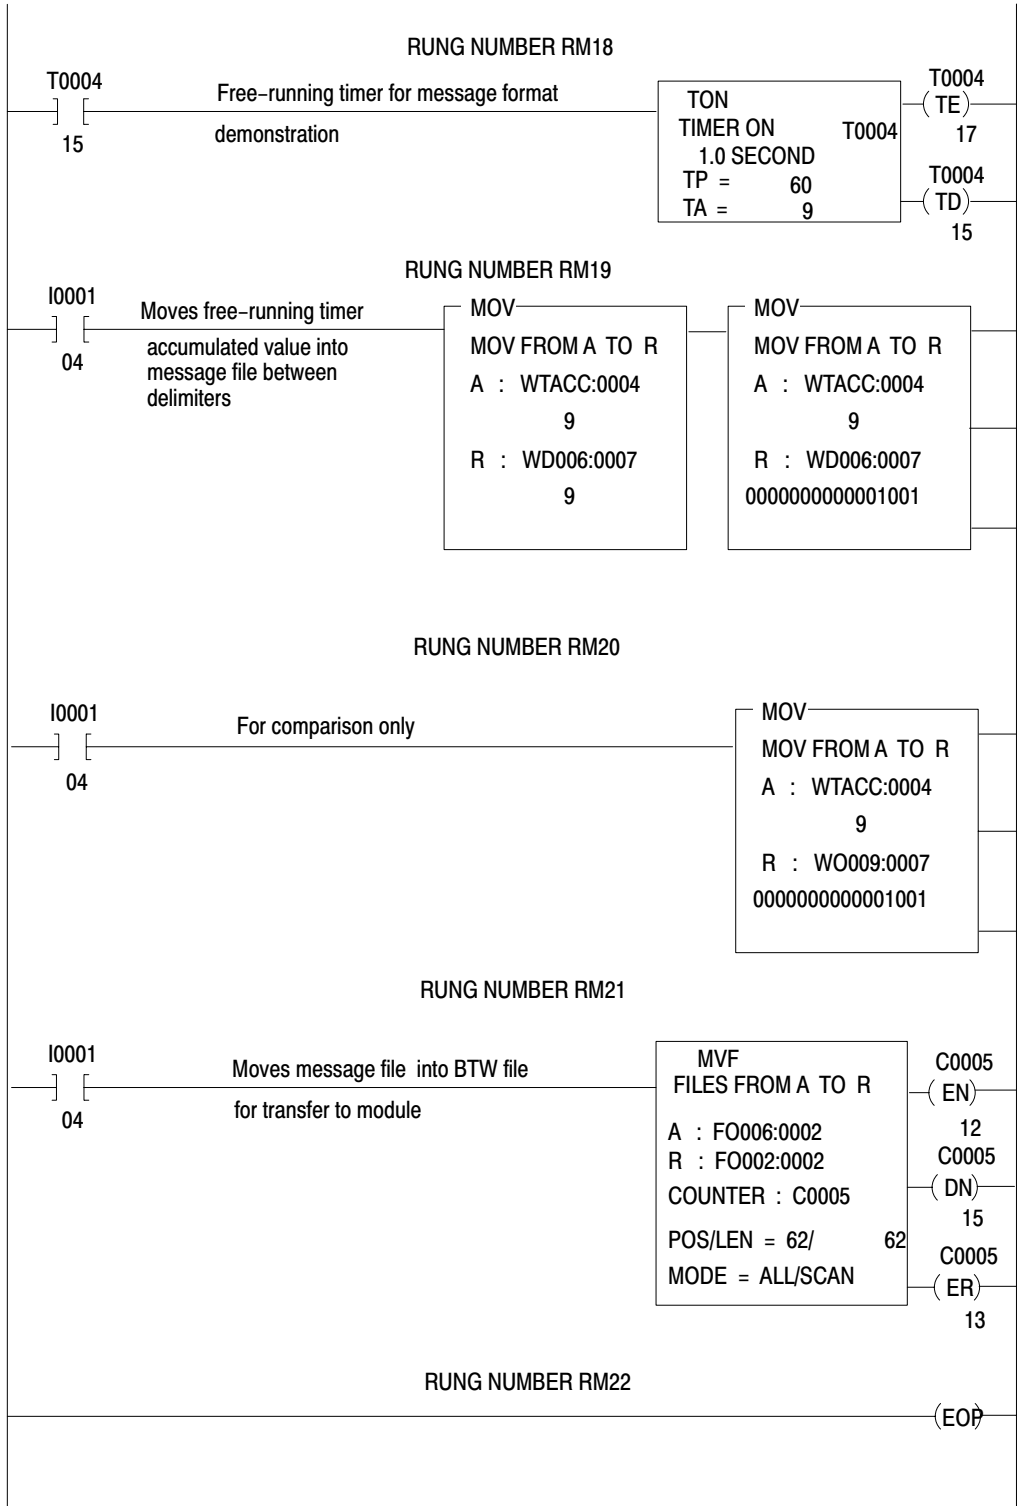 RUNG NUMBER RM18
T0004
15
Free-running timer for message format
demonstration
TON
TIMER ON T0004
1.0 SECOND
TP = 60
TA = 9
T0004
(TE)
17
T0004
(TD)
15
RUNG NUMBER RM19
I0001
04
Moves free-running timer
accumulated value into
message file between
delimiters
MOV
MOV FROM A TO R
A : WTACC:0004
9
R : WD006:0007
9
MOV
MOV FROM A TO R
A : WTACC:0004
9
R : WD006:0007
0000000000001001
RUNG NUMBER RM20
I0001
04
For comparison only
MOV
MOV FROM A TO R
A : WTACC:0004
9
R : WO009:0007
0000000000001001
RUNG NUMBER RM21
I0001
04
Moves message file into BTW file
for transfer to module
MVF
FILES FROM A TO R
A : FO006:0002
R : FO002:0002
COUNTER : C0005
POS/LEN = 62/ 62
MODE = ALL/SCAN
C0005
(EN)
12
C0005
(DN)
15
C0005
(ER)
13
RUNG NUMBER RM22
(EOP)